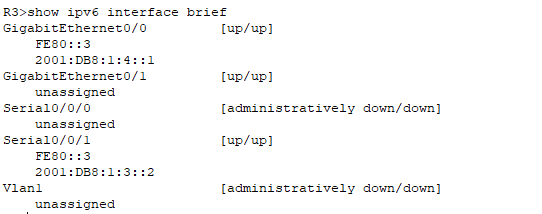 R3>show ipv6 interface brief
GigabitEthernet0/0 [up/up]
FE80::3
2001:DB8:1:4::1
GigabitEthernet0/1 [up/up]
unassigned
Serial0/0/0 [administratively down/down]
unassigned
Serial0/0/1 [up/up]
FE80::3
2001:DB8:1:3::2
Vlan1 [administratively down/down]
unassigned